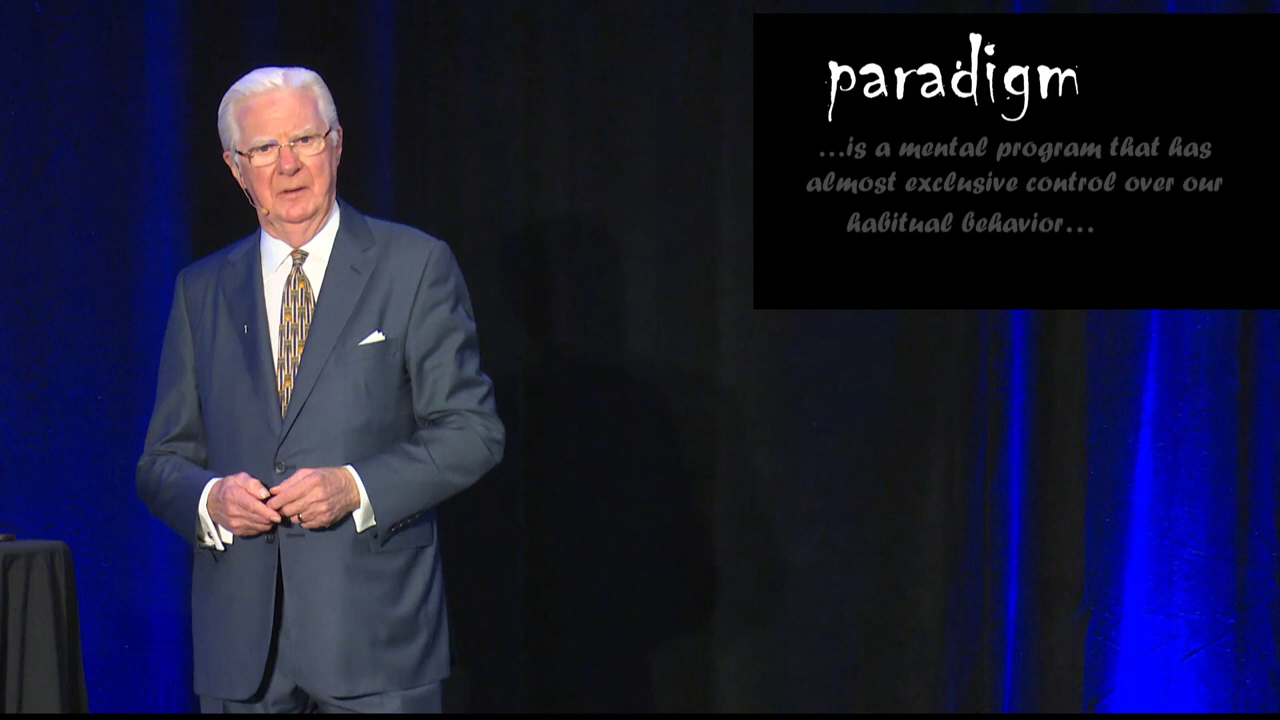 paradigm
...is a mental program that has
almost exclusive control over our
habitual behavior...